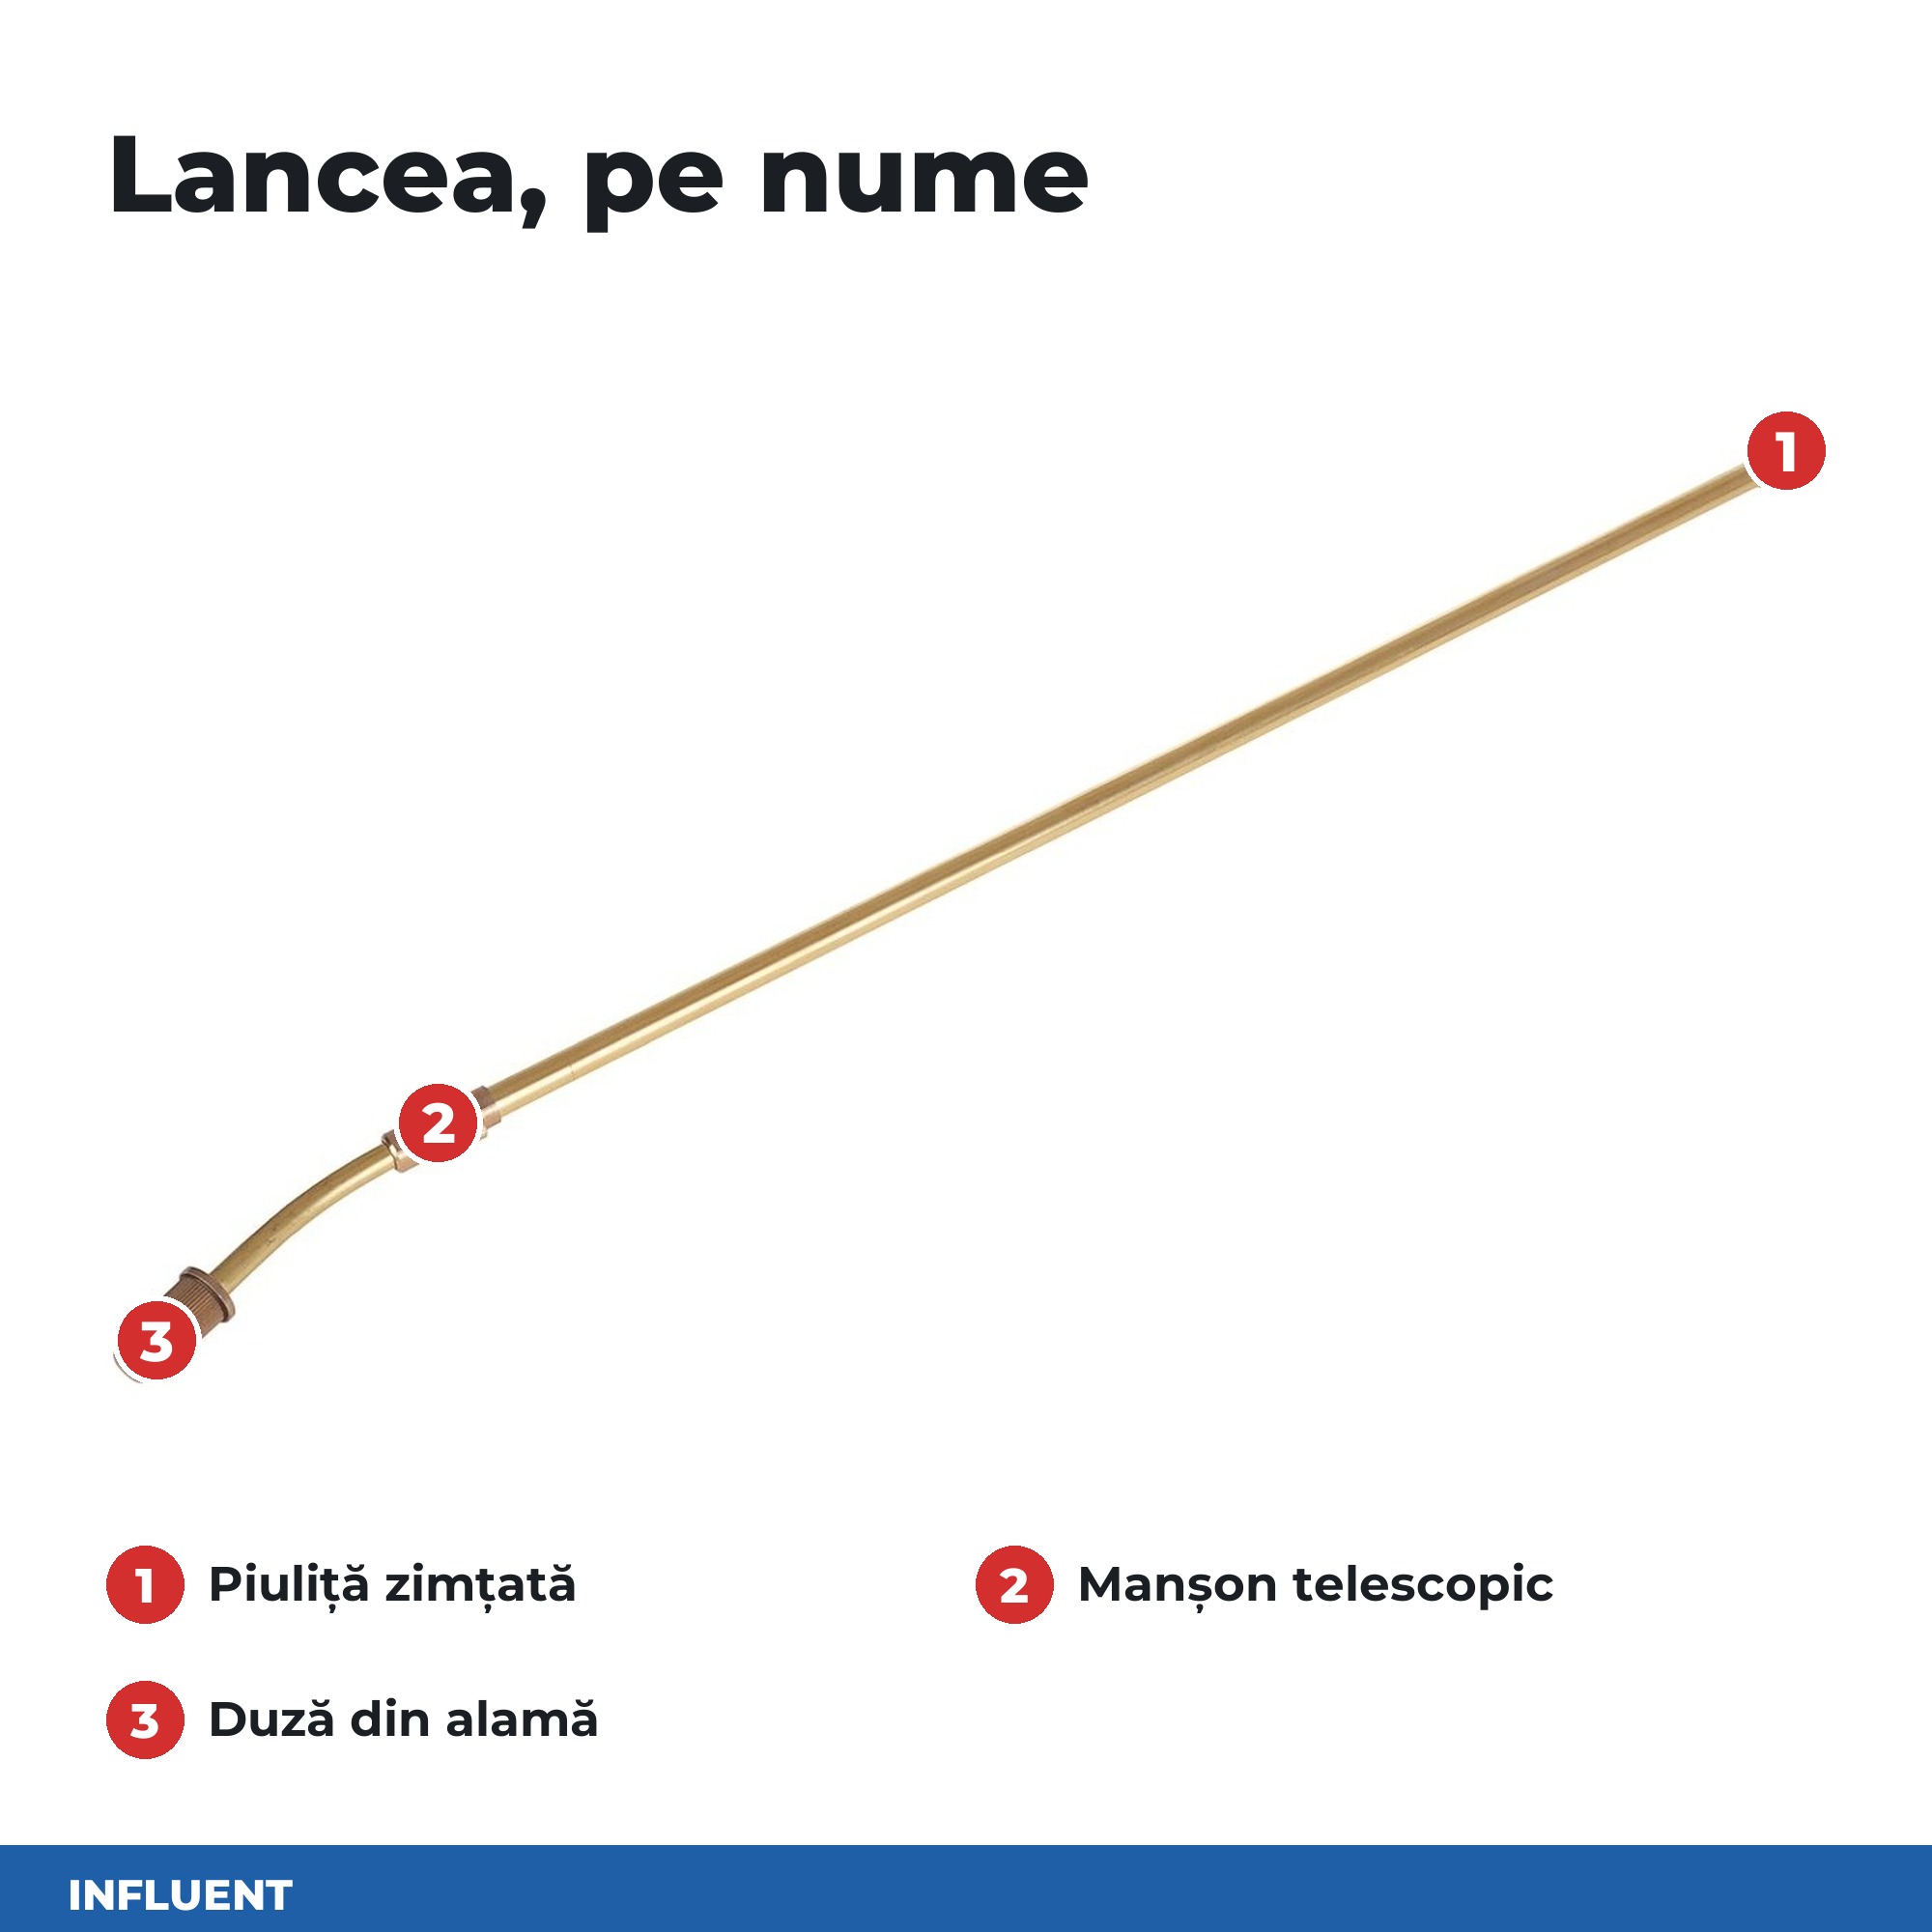 Lancea, pe nume
1
2
3
1 Piuliță zimțată
2 Manșon telescopic
3 Duză din alamă
INFLUENT